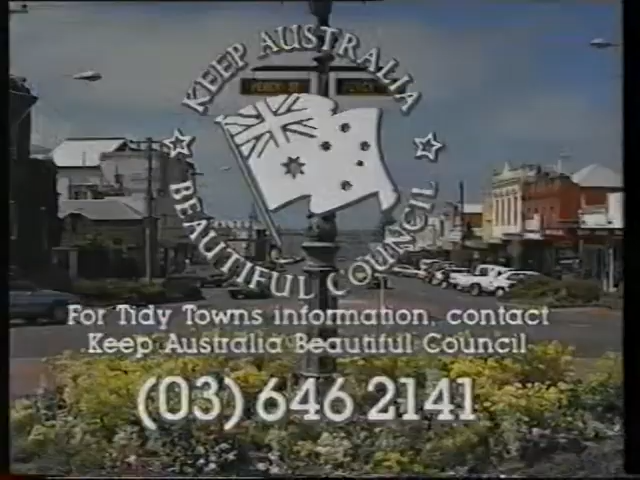 KEEP AUSTRALIA
BEAUTIFUL COUNCIL
For Tidy Towns information, contact
Keep Australia Beautiful Council
(03) 646 2141